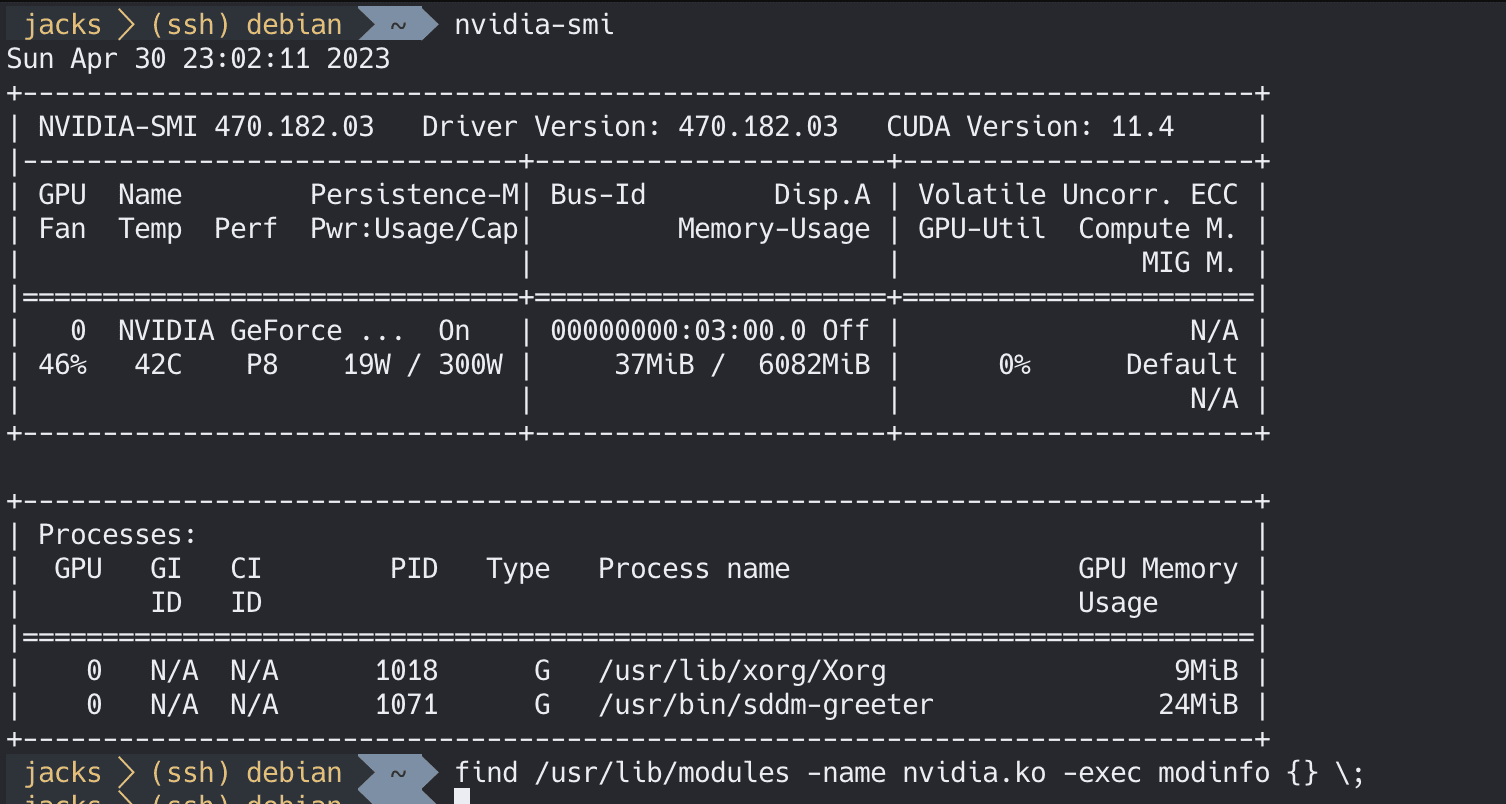 jacks (ssh) debian ~ nvidia-smi
Sun Apr 30 23:02:11 2023
+-----------------------------------------------------------------------------+
| NVIDIA-SMI 470.182.03   Driver Version: 470.182.03   CUDA Version: 11.4     |
|-------------------------------+----------------------+----------------------+
| GPU  Name        Persistence-M| Bus-Id        Disp.A | Volatile Uncorr. ECC |
| Fan  Temp  Perf  Pwr:Usage/Cap|         Memory-Usage | GPU-Util  Compute M. |
|                               |                      |               MIG M. |
|===============================+======================+======================|
|   0  NVIDIA GeForce ...  On   | 00000000:03:00.0 Off |                  N/A |
| 46%   42C    P8    19W / 300W |     37MiB /  6082MiB |      0%      Default |
|                               |                      |                  N/A |
+-------------------------------+----------------------+----------------------+
+-----------------------------------------------------------------------------+
| Processes:                                                                  |
|  GPU   GI   CI        PID   Type   Process name                  GPU Memory |
|        ID   ID                                                   Usage      |
|=============================================================================|
|    0   N/A  N/A      1018      G   /usr/lib/xorg/Xorg                  9MiB |
|    0   N/A  N/A      1071      G   /usr/bin/sddm-greeter              24MiB |
+-----------------------------------------------------------------------------+
jacks (ssh) debian ~ find /usr/lib/modules -name nvidia.ko -exec modinfo {} \;
jacks (ssh) debian